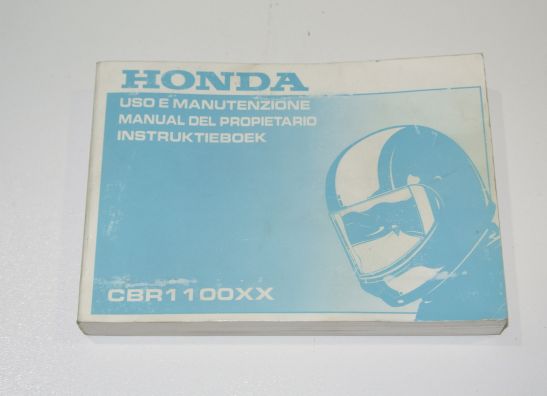 HONDA
USO E MANUTENZIONE
MANUAL DEL PROPIETARIO
INSTRUKTIEBOEK
CBR1100XX